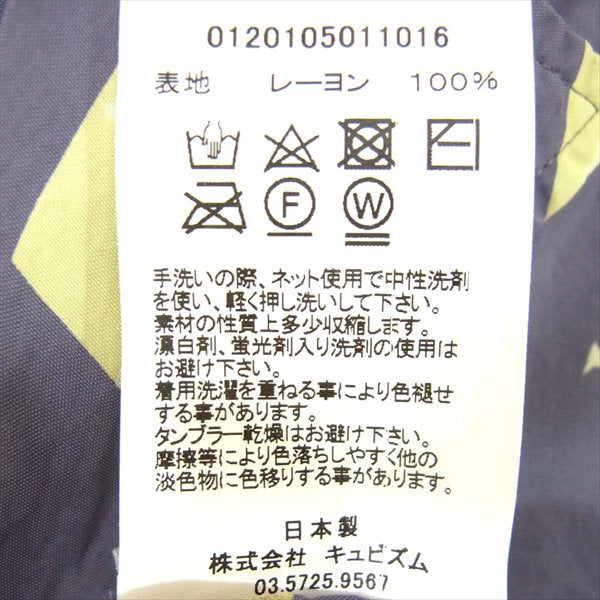 0120105011016
表地 レーヨン 100%
F W
手洗いの際、ネット使用で中性洗剤
を使い、軽く押し洗いして下さい。
素材の性質上多少収縮します。
漂白剤、蛍光剤入り洗剤の使用は
お避け下さい。
着用洗濯を重ねる事により色褪せ
する事があります。
タンブラー乾燥はお避け下さい。
摩擦等により色落ちしやすく他の
淡色物に色移りする事があります。
日本製
株式会社 キュビズム
03.5725.9567